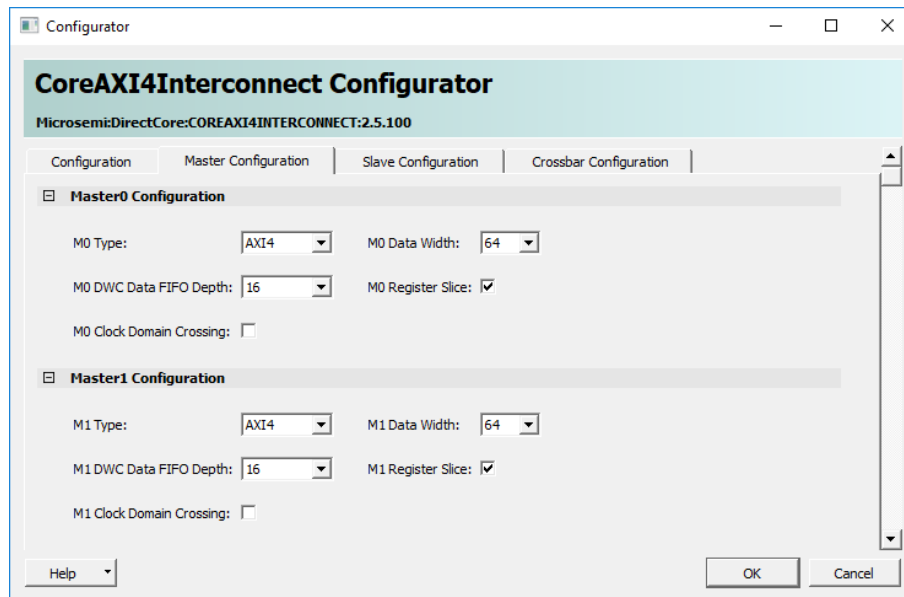 Configurator
CoreAXI4Interconnect Configurator
Microsemi:DirectCore:COREAXI4INTERCONNECT:2.5.100
Configuration Master Configuration Slave Configuration Crossbar Configuration
Master0 Configuration
M0 Type: AXI4 M0 Data Width: 64
M0 DWC Data FIFO Depth: 16 M0 Register Slice:
M0 Clock Domain Crossing:
Master1 Configuration
M1 Type: AXI4 M1 Data Width: 64
M1 DWC Data FIFO Depth: 16 M1 Register Slice:
M1 Clock Domain Crossing:
Help OK Cancel